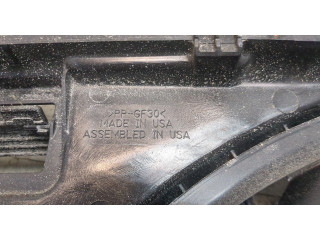 >PP-GF30<
MADE IN USA
ASSEMBLED IN USA